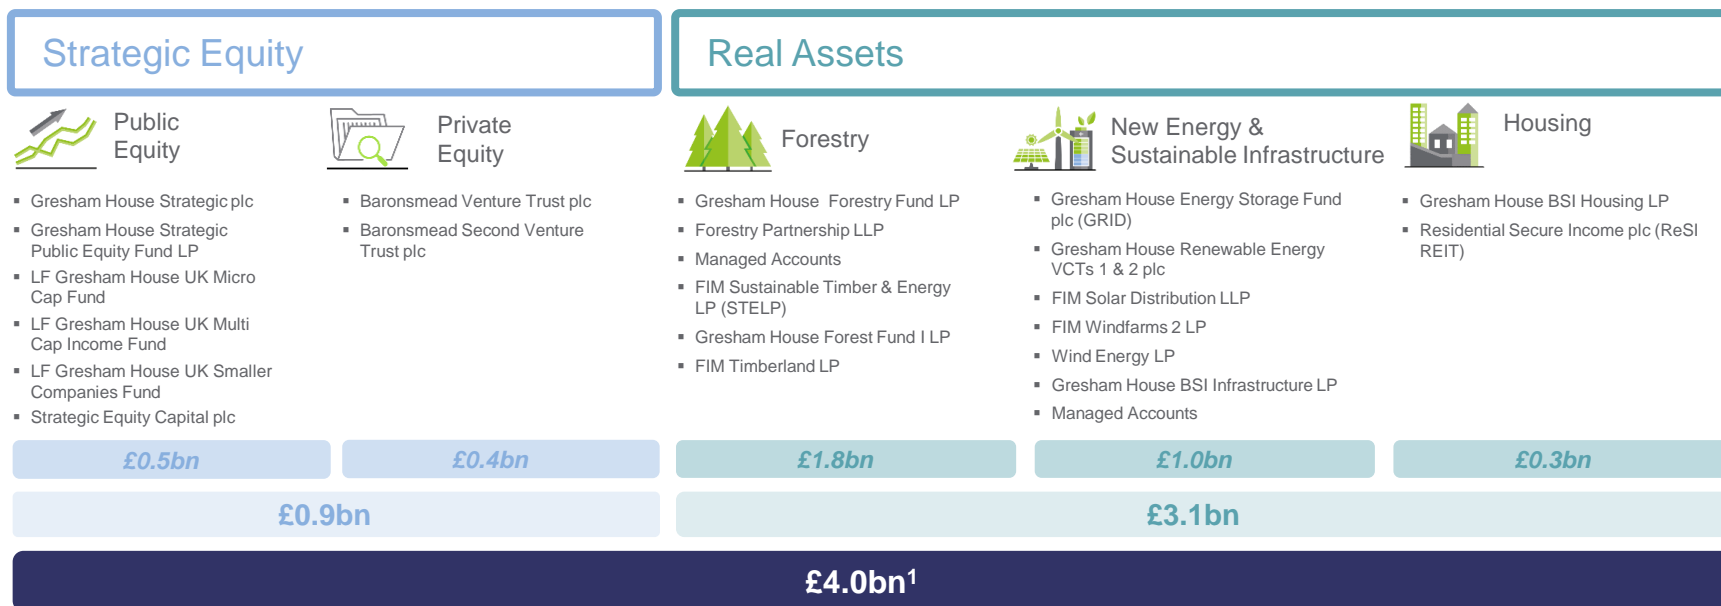 Strategic Equity
Real Assets
Public
Equity
Private
Equity
Forestry
New Energy &
Sustainable Infrastructure
Housing
▪ Gresham House Strategic plc
▪ Gresham House Strategic
Public Equity Fund LP
▪ LF Gresham House UK Micro
Cap Fund
▪ LF Gresham House UK Multi
Cap Income Fund
▪ LF Gresham House UK Smaller
Companies Fund
▪ Strategic Equity Capital plc
▪ Baronsmead Venture Trust plc
▪ Baronsmead Second Venture
Trust plc
▪ Gresham House Forestry Fund LP
▪ Forestry Partnership LLP
▪ Managed Accounts
▪ FIM Sustainable Timber & Energy
LP (STELP)
▪ Gresham House Forest Fund I LP
▪ FIM Timberland LP
▪ Gresham House Energy Storage Fund
plc (GRID)
▪ Gresham House Renewable Energy
VCTs 1 & 2 plc
▪ FIM Solar Distribution LLP
▪ FIM Windfarms 2 LP
▪ Wind Energy LP
▪ Gresham House BSI Infrastructure LP
▪ Managed Accounts
▪ Gresham House BSI Housing LP
▪ Residential Secure Income plc (ReSI
REIT)
£0.5bn
£0.4bn
£1.8bn
£1.0bn
£0.3bn
£0.9bn
£3.1bn
£4.0bn¹